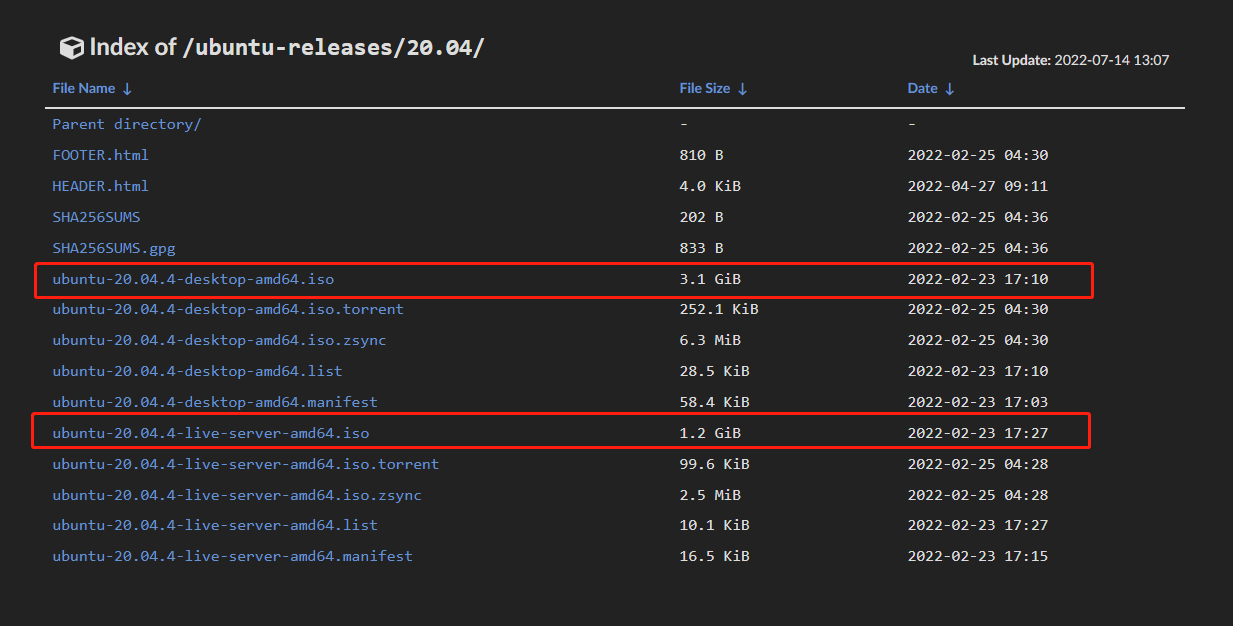 Index of /ubuntu-releases/20.04/
Last Update: 2022-07-14 13:07
File Name ↓ File Size ↓ Date ↓
Parent directory/ - -
FOOTER.html 810 B 2022-02-25 04:30
HEADER.html 4.0 KiB 2022-04-27 09:11
SHA256SUMS 202 B 2022-02-25 04:36
SHA256SUMS.gpg 833 B 2022-02-25 04:36
ubuntu-20.04.4-desktop-amd64.iso 3.1 GiB 2022-02-23 17:10
ubuntu-20.04.4-desktop-amd64.iso.torrent 252.1 KiB 2022-02-25 04:30
ubuntu-20.04.4-desktop-amd64.iso.zsync 6.3 MiB 2022-02-25 04:30
ubuntu-20.04.4-desktop-amd64.list 28.5 KiB 2022-02-23 17:10
ubuntu-20.04.4-desktop-amd64.manifest 58.4 KiB 2022-02-23 17:03
ubuntu-20.04.4-live-server-amd64.iso 1.2 GiB 2022-02-23 17:27
ubuntu-20.04.4-live-server-amd64.iso.torrent 99.6 KiB 2022-02-25 04:28
ubuntu-20.04.4-live-server-amd64.iso.zsync 2.5 MiB 2022-02-25 04:28
ubuntu-20.04.4-live-server-amd64.list 10.1 KiB 2022-02-23 17:27
ubuntu-20.04.4-live-server-amd64.manifest 16.5 KiB 2022-02-23 17:15